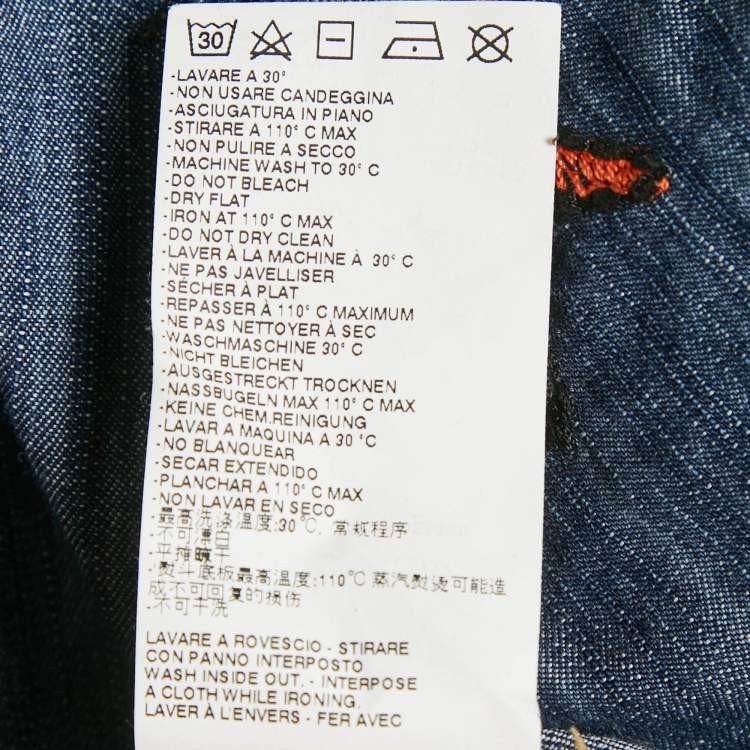 30
-LAVARE A 30°
-NON USARE CANDEGGINA
-ASCIUGATURA IN PIANO
-STIRARE A 110° C MAX
-NON PULIRE A SECCO
-MACHINE WASH TO 30° C
-DO NOT BLEACH
-DRY FLAT
-IRON AT 110° C MAX
-DO NOT DRY CLEAN
-LAVER À LA MACHINE À 30° C
-NE PAS JAVELLISER
-SÉCHER À PLAT
-REPASSER À 110° C MAXIMUM
-NE PAS NETTOYER À SEC
-WASCHMASCHINE 30° C
-NICHT BLEICHEN
-AUSGESTRECKT TROCKNEN
-NASSBUGELN MAX 110° C MAX
-KEINE CHEM.REINIGUNG
-LAVAR A MAQUINA A 30 °C
-NO BLANQUEAR
-SECAR EXTENDIDO
-PLANCHAR A 110° C MAX
-NON LAVAR EN SECO
-最高洗涤温度:30℃, 常规程序
-不可漂白
-平摊晾干
-熨斗底板最高温度:110℃ 蒸汽熨烫可能造
成不可回复的损伤
-不可干洗
LAVARE A ROVESCIO - STIRARE
CON PANNO INTERPOSTO
WASH INSIDE OUT. - INTERPOSE
A CLOTH WHILE IRONING.
LAVER À L'ENVERS - FER AVEC